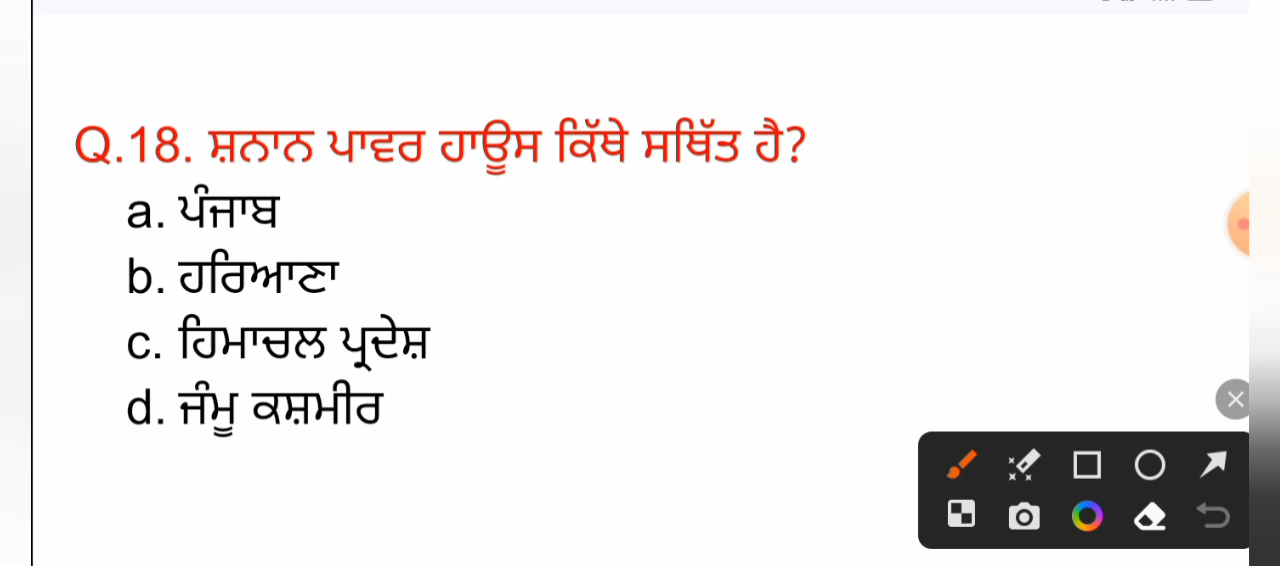 Q.18. ਸ਼ਨਾਨ ਪਾਵਰ ਹਾਊਸ ਕਿੱਥੇ ਸਥਿੱਤ ਹੈ?
a. ਪੰਜਾਬ
b. ਹਰਿਆਣਾ
c. ਹਿਮਾਚਲ ਪ੍ਰਦੇਸ਼
d. ਜੰਮੂ ਕਸ਼ਮੀਰ